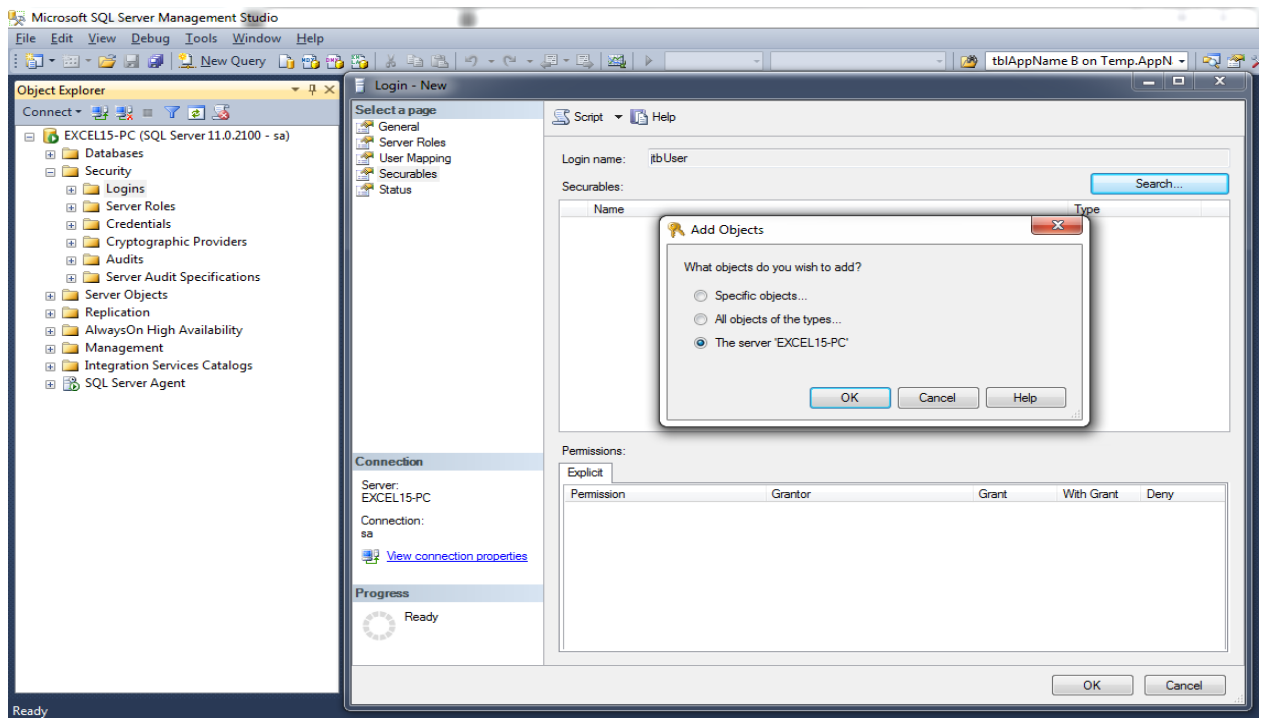 Microsoft SQL Server Management Studio
File Edit View Debug Tools Window Help
New Query
tblAppName B on Temp.AppN
Object Explorer
Connect
EXCEL15-PC (SQL Server 11.0.2100 - sa)
Databases
Security
Logins
Server Roles
Credentials
Cryptographic Providers
Audits
Server Audit Specifications
Server Objects
Replication
AlwaysOn High Availability
Management
Integration Services Catalogs
SQL Server Agent
Ready
Login - New
Select a page
General
Server Roles
User Mapping
Securables
Status
Connection
Server:
EXCEL15-PC
Connection:
sa
View connection properties
Progress
Ready
Script Help
Login name: jtbUser
Securables: Search...
Name Type
Add Objects
What objects do you wish to add?
Specific objects...
All objects of the types...
The server 'EXCEL15-PC'
OK Cancel Help
Permissions:
Explicit
Permission Grantor Grant With Grant Deny
OK Cancel